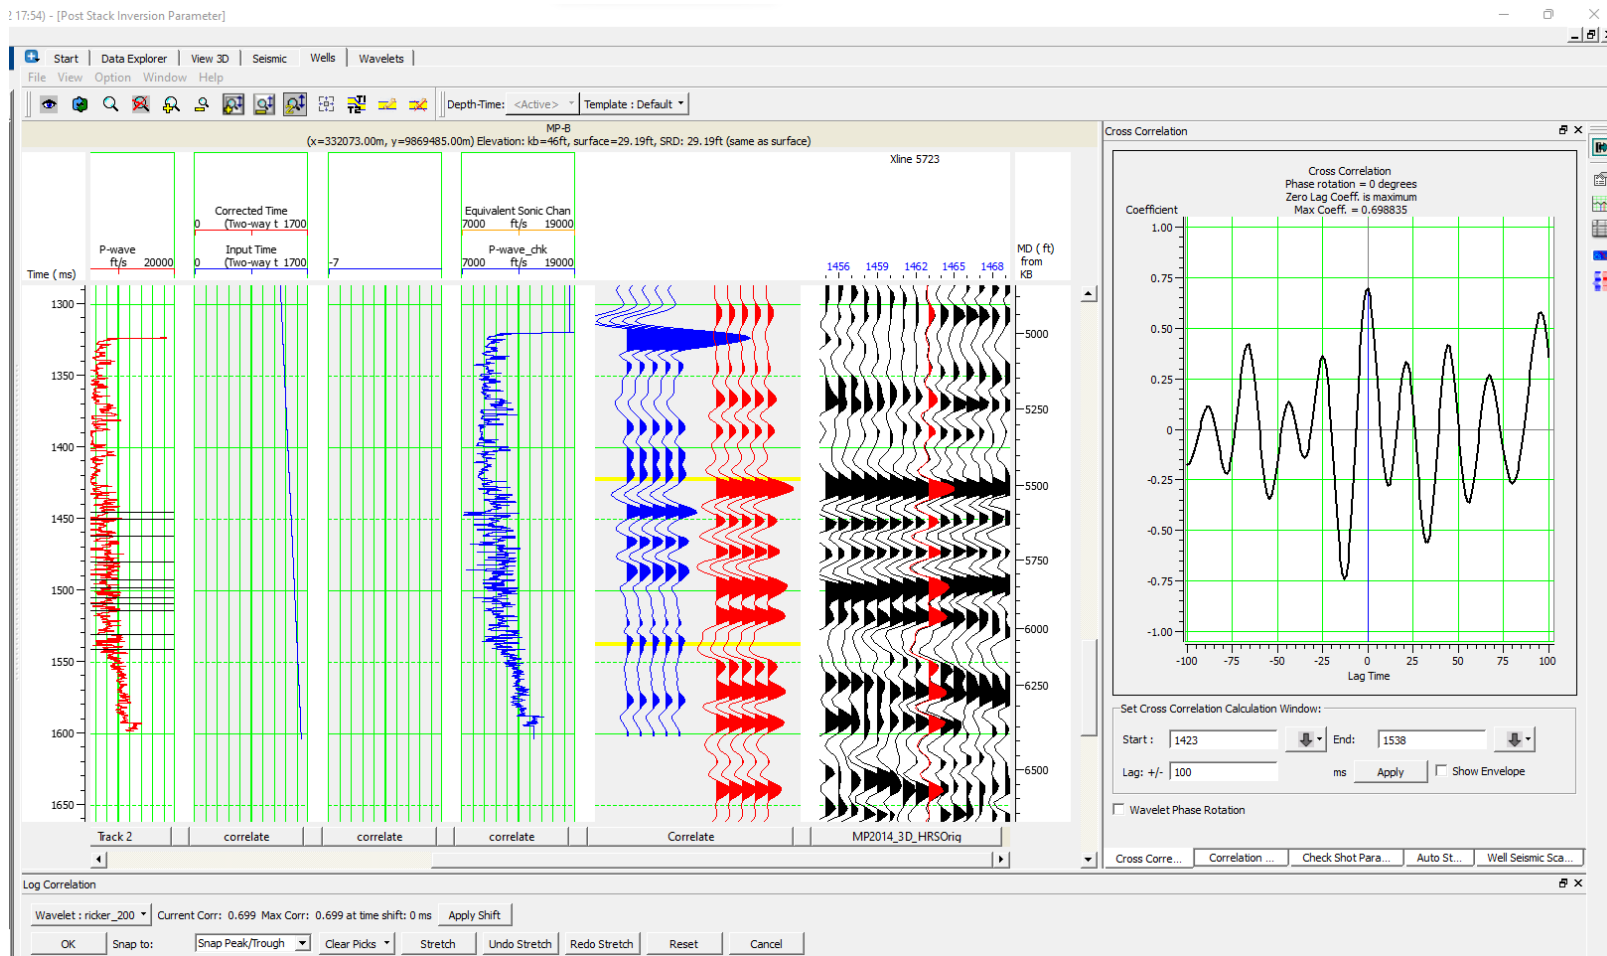 2 17:54) - [Post Stack Inversion Parameter]
Start Data Explorer View 3D Seismic Wells Wavelets
File View Option Window Help
Depth-Time: <Active> Template : Default
MP-B
(x=332073.00m, y=9869485.00m) Elevation: kb=46ft, surface=29.19ft, SRD: 29.19ft (same as surface)
Xline 5723
Corrected Time
0 (Two-way t 1700
Equivalent Sonic Chan
7000 ft/s 19000
P-wave
ft/s 20000
Input Time
0 (Two-way t 1700
-7
P-wave_chk
7000 ft/s 19000
1456 1459 1462 1465 1468
MD ( ft)
from
KB
Time ( ms)
1300
1350
1400
1450
1500
1550
1600
1650
5000
5250
5500
5750
6000
6250
6500
Track 2 correlate correlate correlate Correlate MP2014_3D_HRSOrig
Cross Correlation
Cross Correlation
Phase rotation = 0 degrees
Zero Lag Coeff. is maximum
Max Coeff. = 0.698835
Coefficient
1.00
0.75
0.50
0.25
0
-0.25
-0.50
-0.75
-1.00
-100 -75 -50 -25 0 25 50 75 100
Lag Time
Set Cross Correlation Calculation Window:
Start : 1423 End: 1538
Lag: +/- 100 ms Apply Show Envelope
Wavelet Phase Rotation
Cross Corre... Correlation ... Check Shot Para... Auto St... Well Seismic Sca...
Log Correlation
Wavelet : ricker_200 Current Corr: 0.699 Max Corr: 0.699 at time shift: 0 ms Apply Shift
OK Snap to: Snap Peak/Trough Clear Picks Stretch Undo Stretch Redo Stretch Reset Cancel